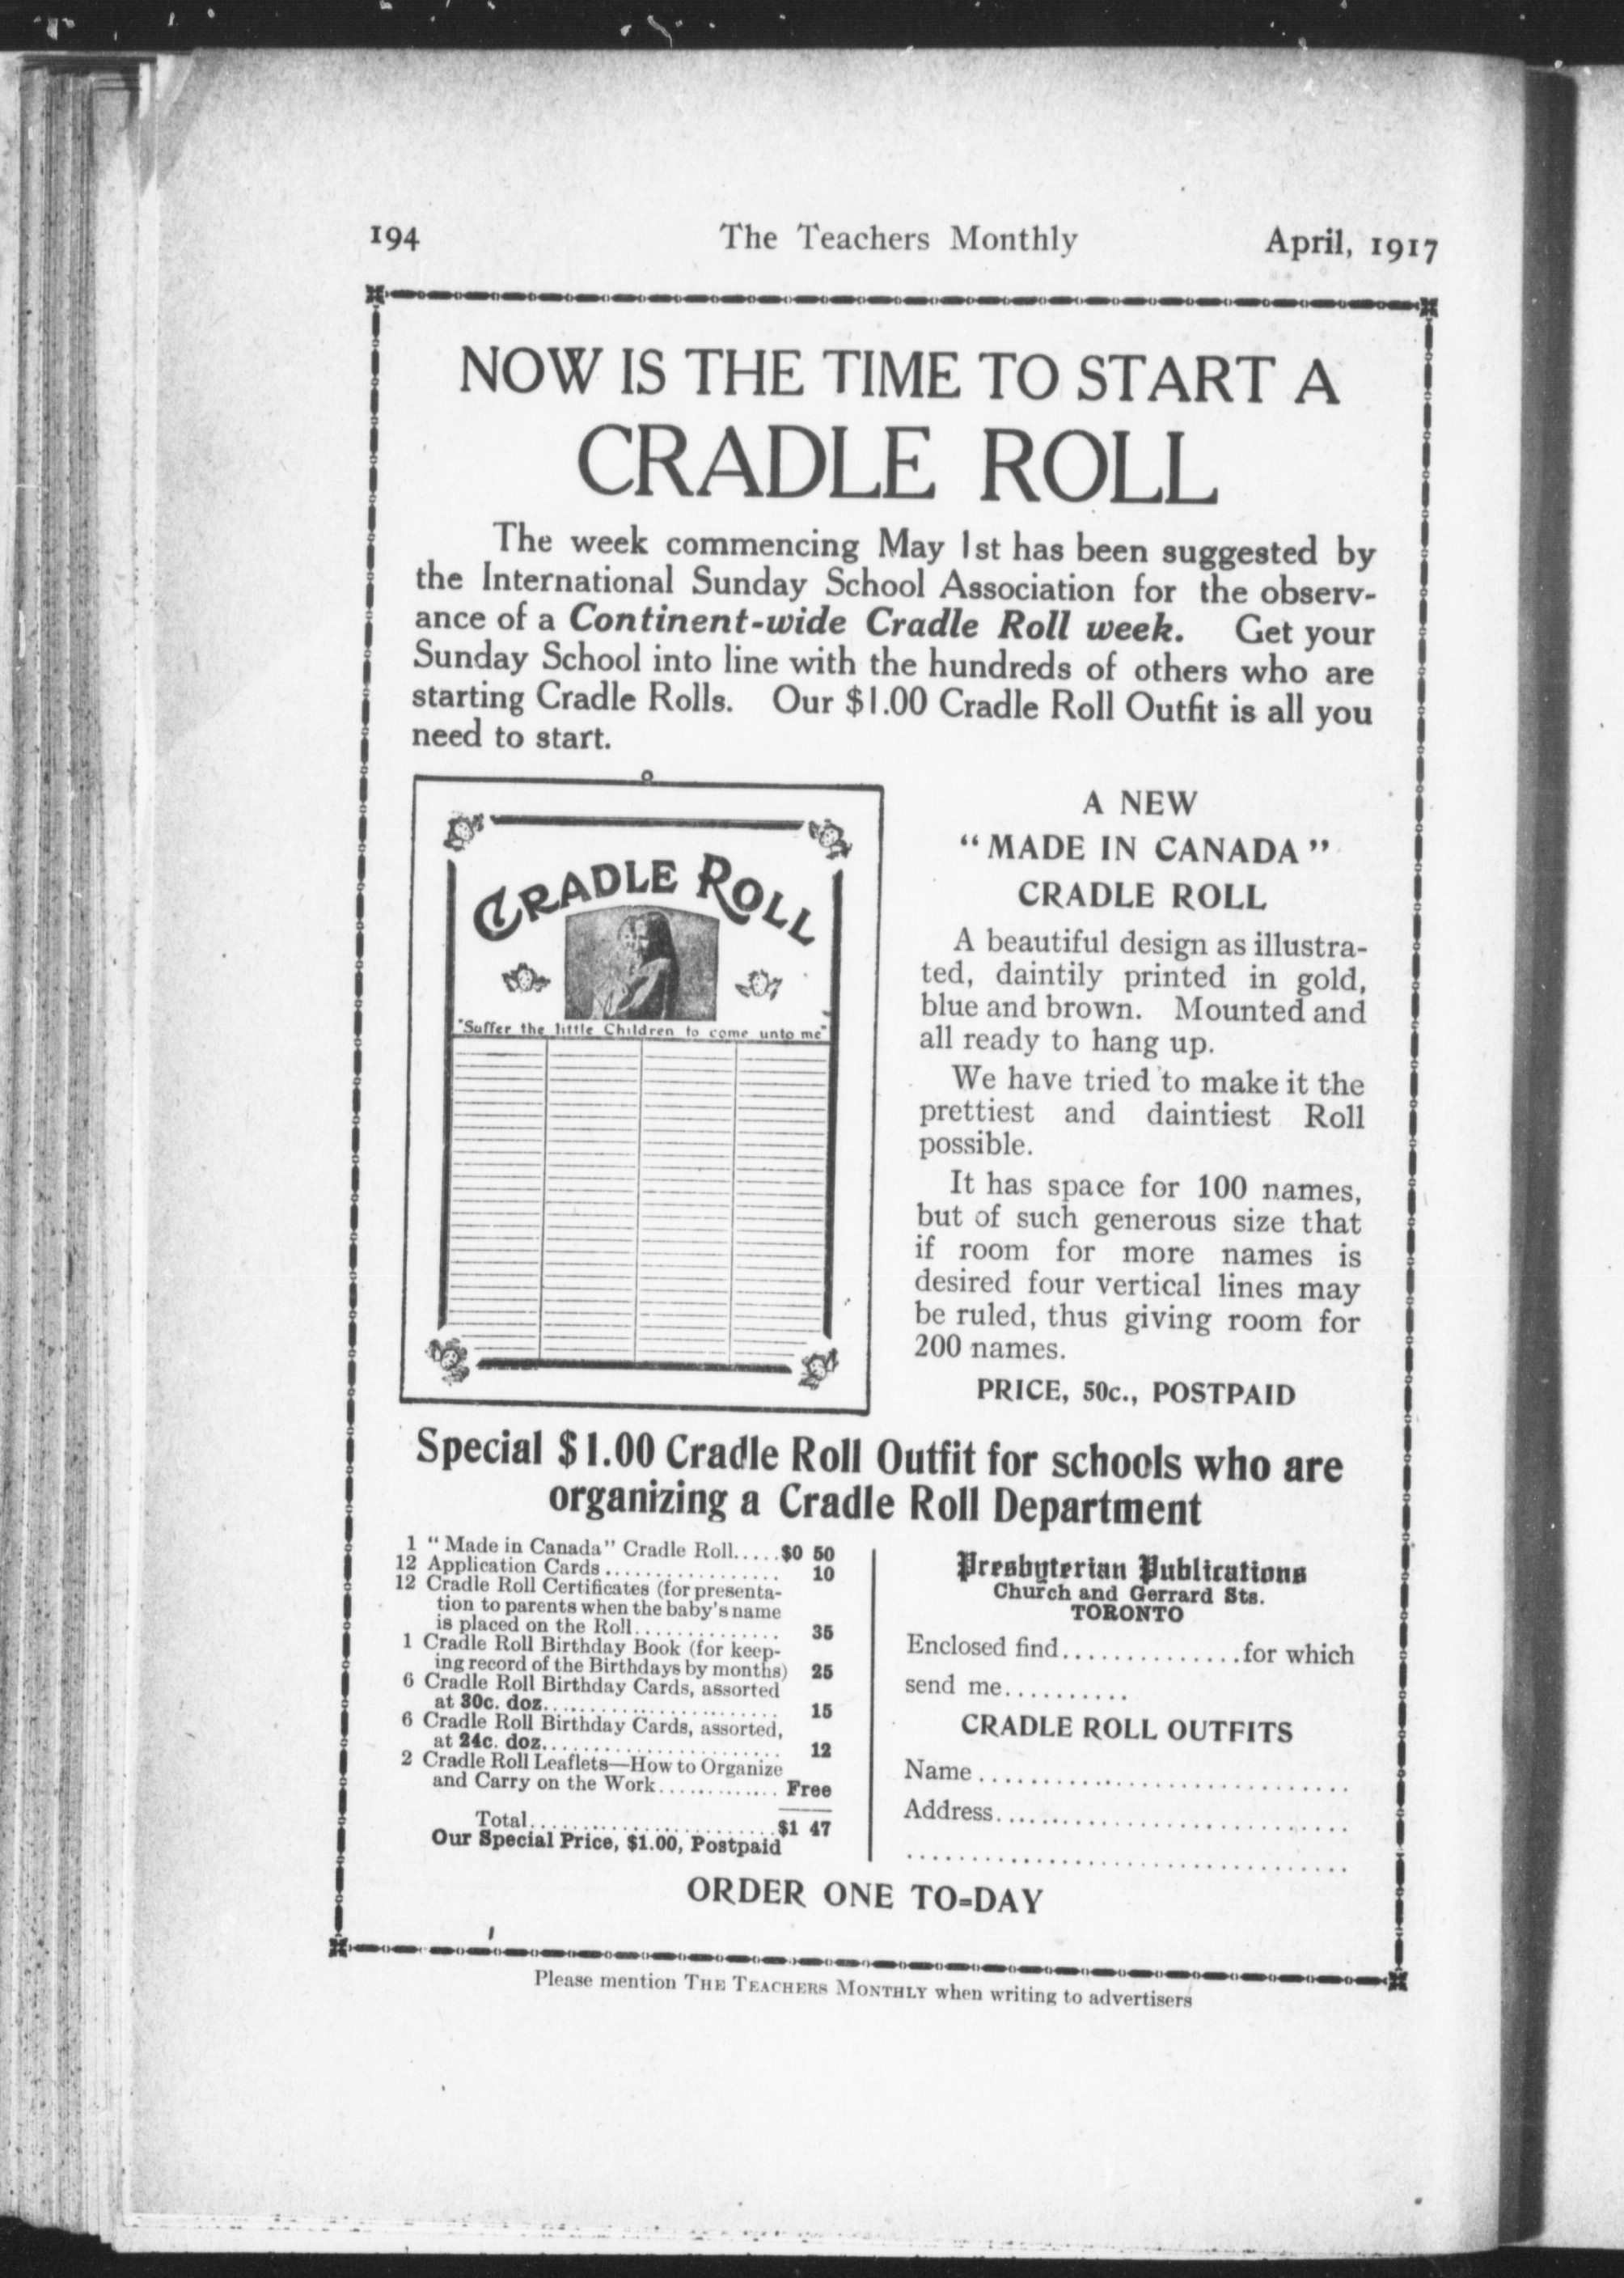 194 The Teachers Monthly April, 1917
NOW IS THE TIME TO START A
CRADLE ROLL
The week commencing May 1st has been suggested by
the International Sunday School Association for the observ-
ance of a Continent-wide Cradle Roll week. Get your
Sunday School into line with the hundreds of others who are
starting Cradle Rolls. Our $1.00 Cradle Roll Outfit is all you
need to start.
CRADLE ROLL
"Suffer the little Children to come unto me"
A NEW
“MADE IN CANADA”
CRADLE ROLL
A beautiful design as illustra-
ted, daintily printed in gold,
blue and brown. Mounted and
all ready to hang up.
We have tried to make it the
prettiest and daintiest Roll
possible.
It has space for 100 names,
but of such generous size that
if room for more names is
desired four vertical lines may
be ruled, thus giving room for
200 names.
PRICE, 50c., POSTPAID
Special $1.00 Cradle Roll Outfit for schools who are
organizing a Cradle Roll Department
1 “Made in Canada” Cradle Roll.....$0 50
12 Application Cards................. 10
12 Cradle Roll Certificates (for presenta-
tion to parents when the baby's name
is placed on the Roll.............. 35
1 Cradle Roll Birthday Book (for keep-
ing record of the Birthdays by months) 25
6 Cradle Roll Birthday Cards, assorted
at 30c. doz........................ 15
6 Cradle Roll Birthday Cards, assorted,
at 24c. doz........................ 12
2 Cradle Roll Leaflets—How to Organize
and Carry on the Work............. Free
Total.........................$1 47
Our Special Price, $1.00, Postpaid
Presbyterian Publications
Church and Gerrard Sts.
TORONTO
Enclosed find..............for which
send me..........
CRADLE ROLL OUTFITS
Name..............................
Address............................
..................................
ORDER ONE TO-DAY
Please mention THE TEACHERS MONTHLY when writing to advertisers